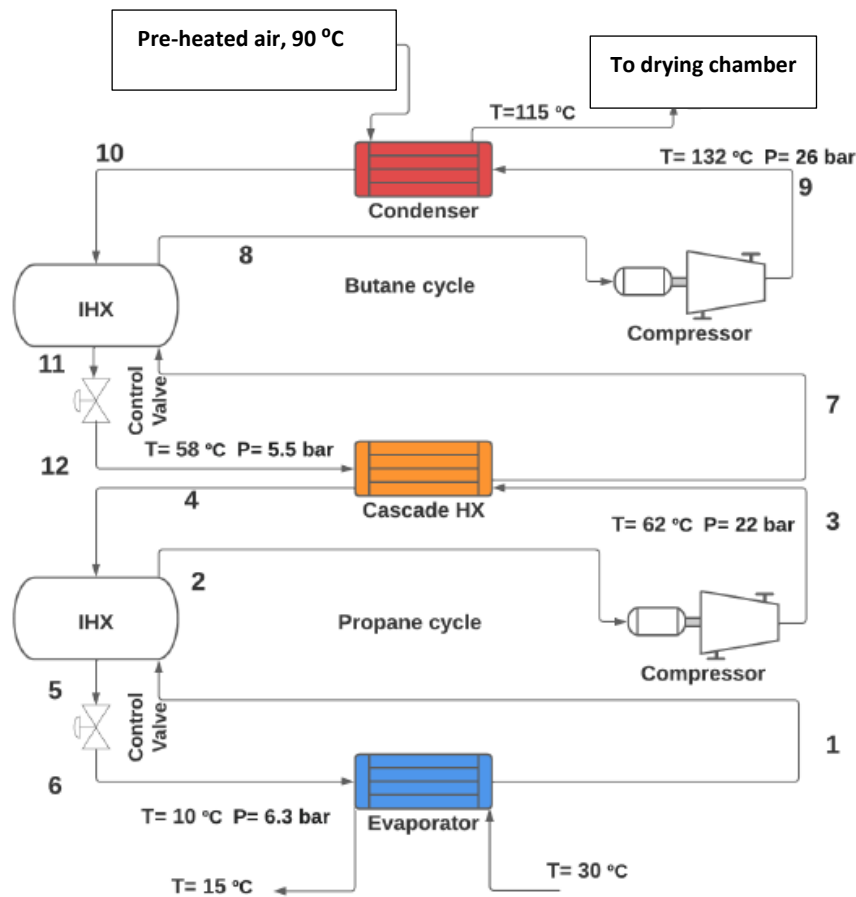 Pre-heated air, 90 ⁰C
To drying chamber
T=115 ºC
10
T= 132 ºC P= 26 bar
9
Condenser
8
IHX
Butane cycle
Compressor
11
Control
Valve
7
T= 58 ºC P= 5.5 bar
12
4
Cascade HX
T= 62 ºC P= 22 bar
3
2
IHX
Propane cycle
Compressor
5
Control
Valve
1
6
T= 10 ºC P= 6.3 bar
Evaporator
T= 15 ºC
T= 30 ºC